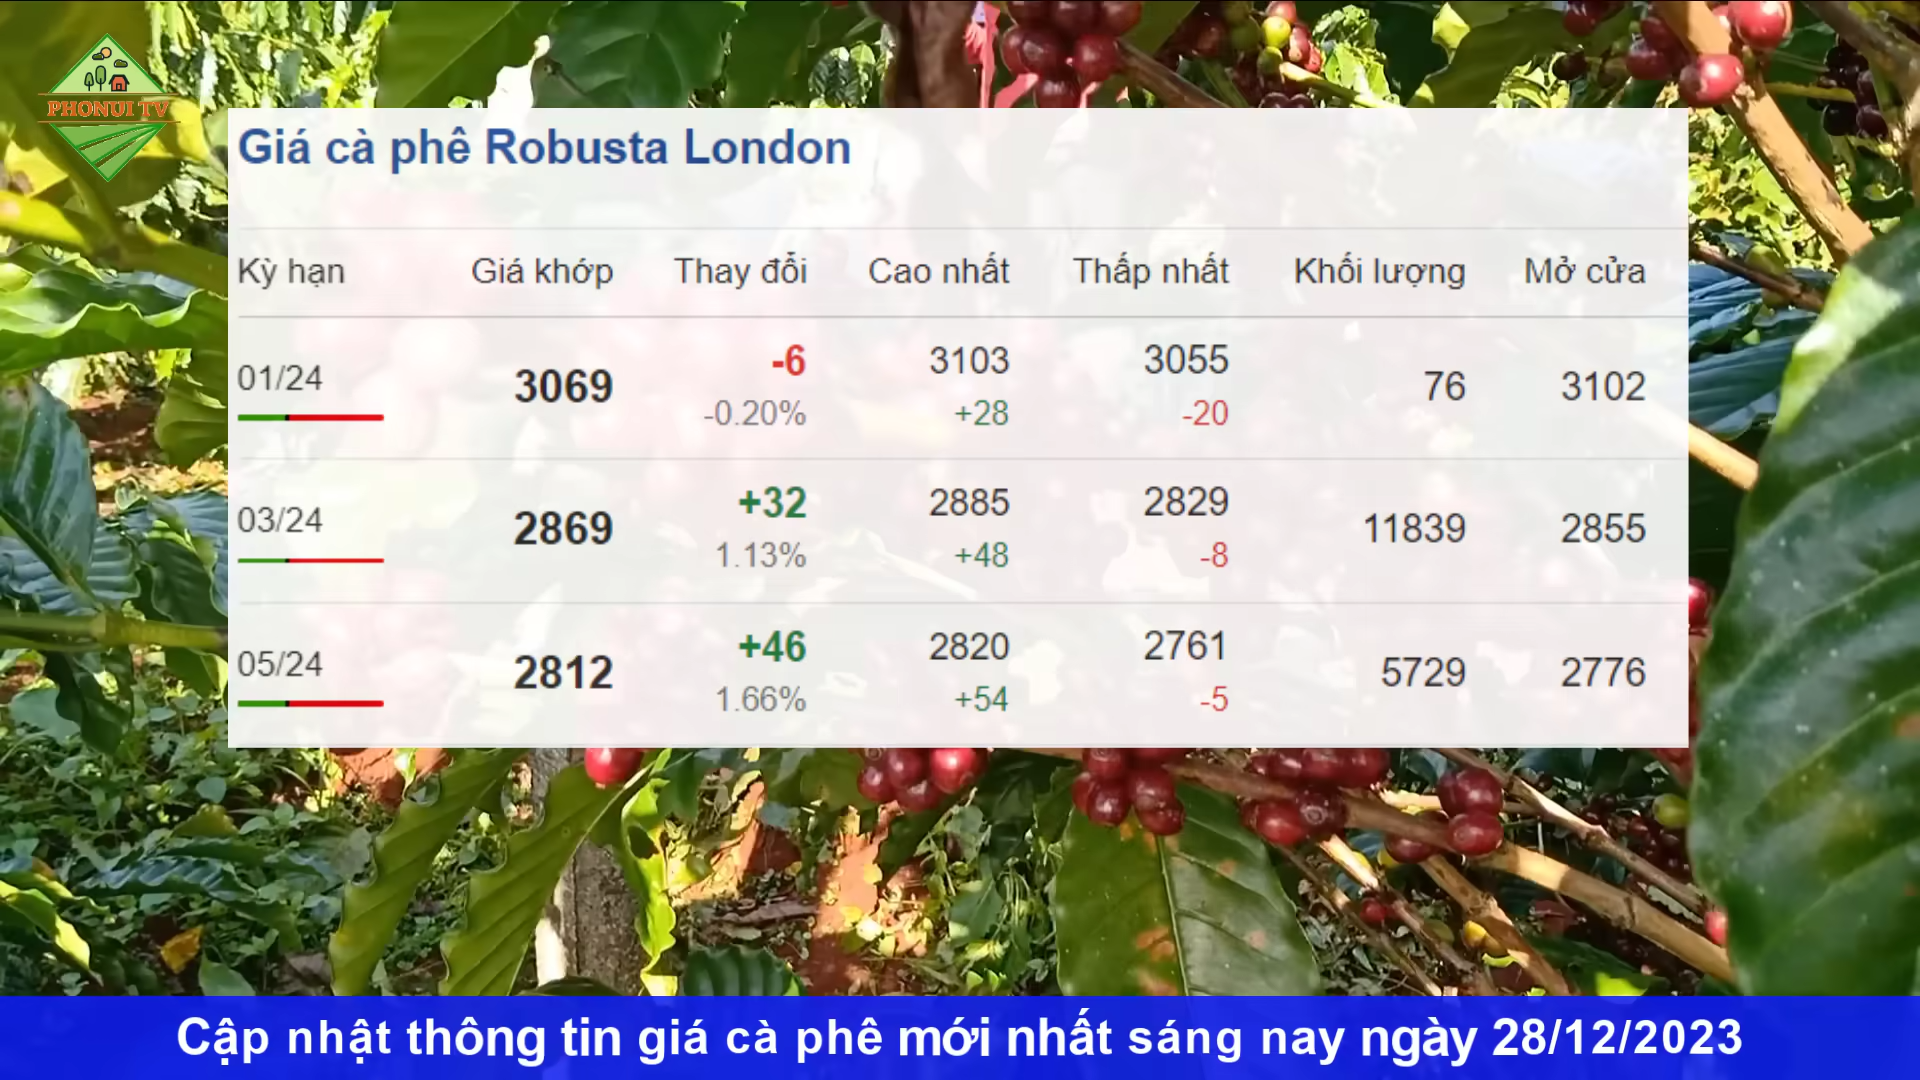 PHONUI TV
Giá cà phê Robusta London
Kỳ hạn Giá khớp Thay đổi Cao nhất Thấp nhất Khối lượng Mở cửa
01/24 3069 -6 3103 3055 76 3102
-0.20% +28 -20
03/24 2869 +32 2885 2829 11839 2855
1.13% +48 -8
05/24 2812 +46 2820 2761 5729 2776
1.66% +54 -5
Cập nhật thông tin giá cà phê mới nhất sáng nay ngày 28/12/2023